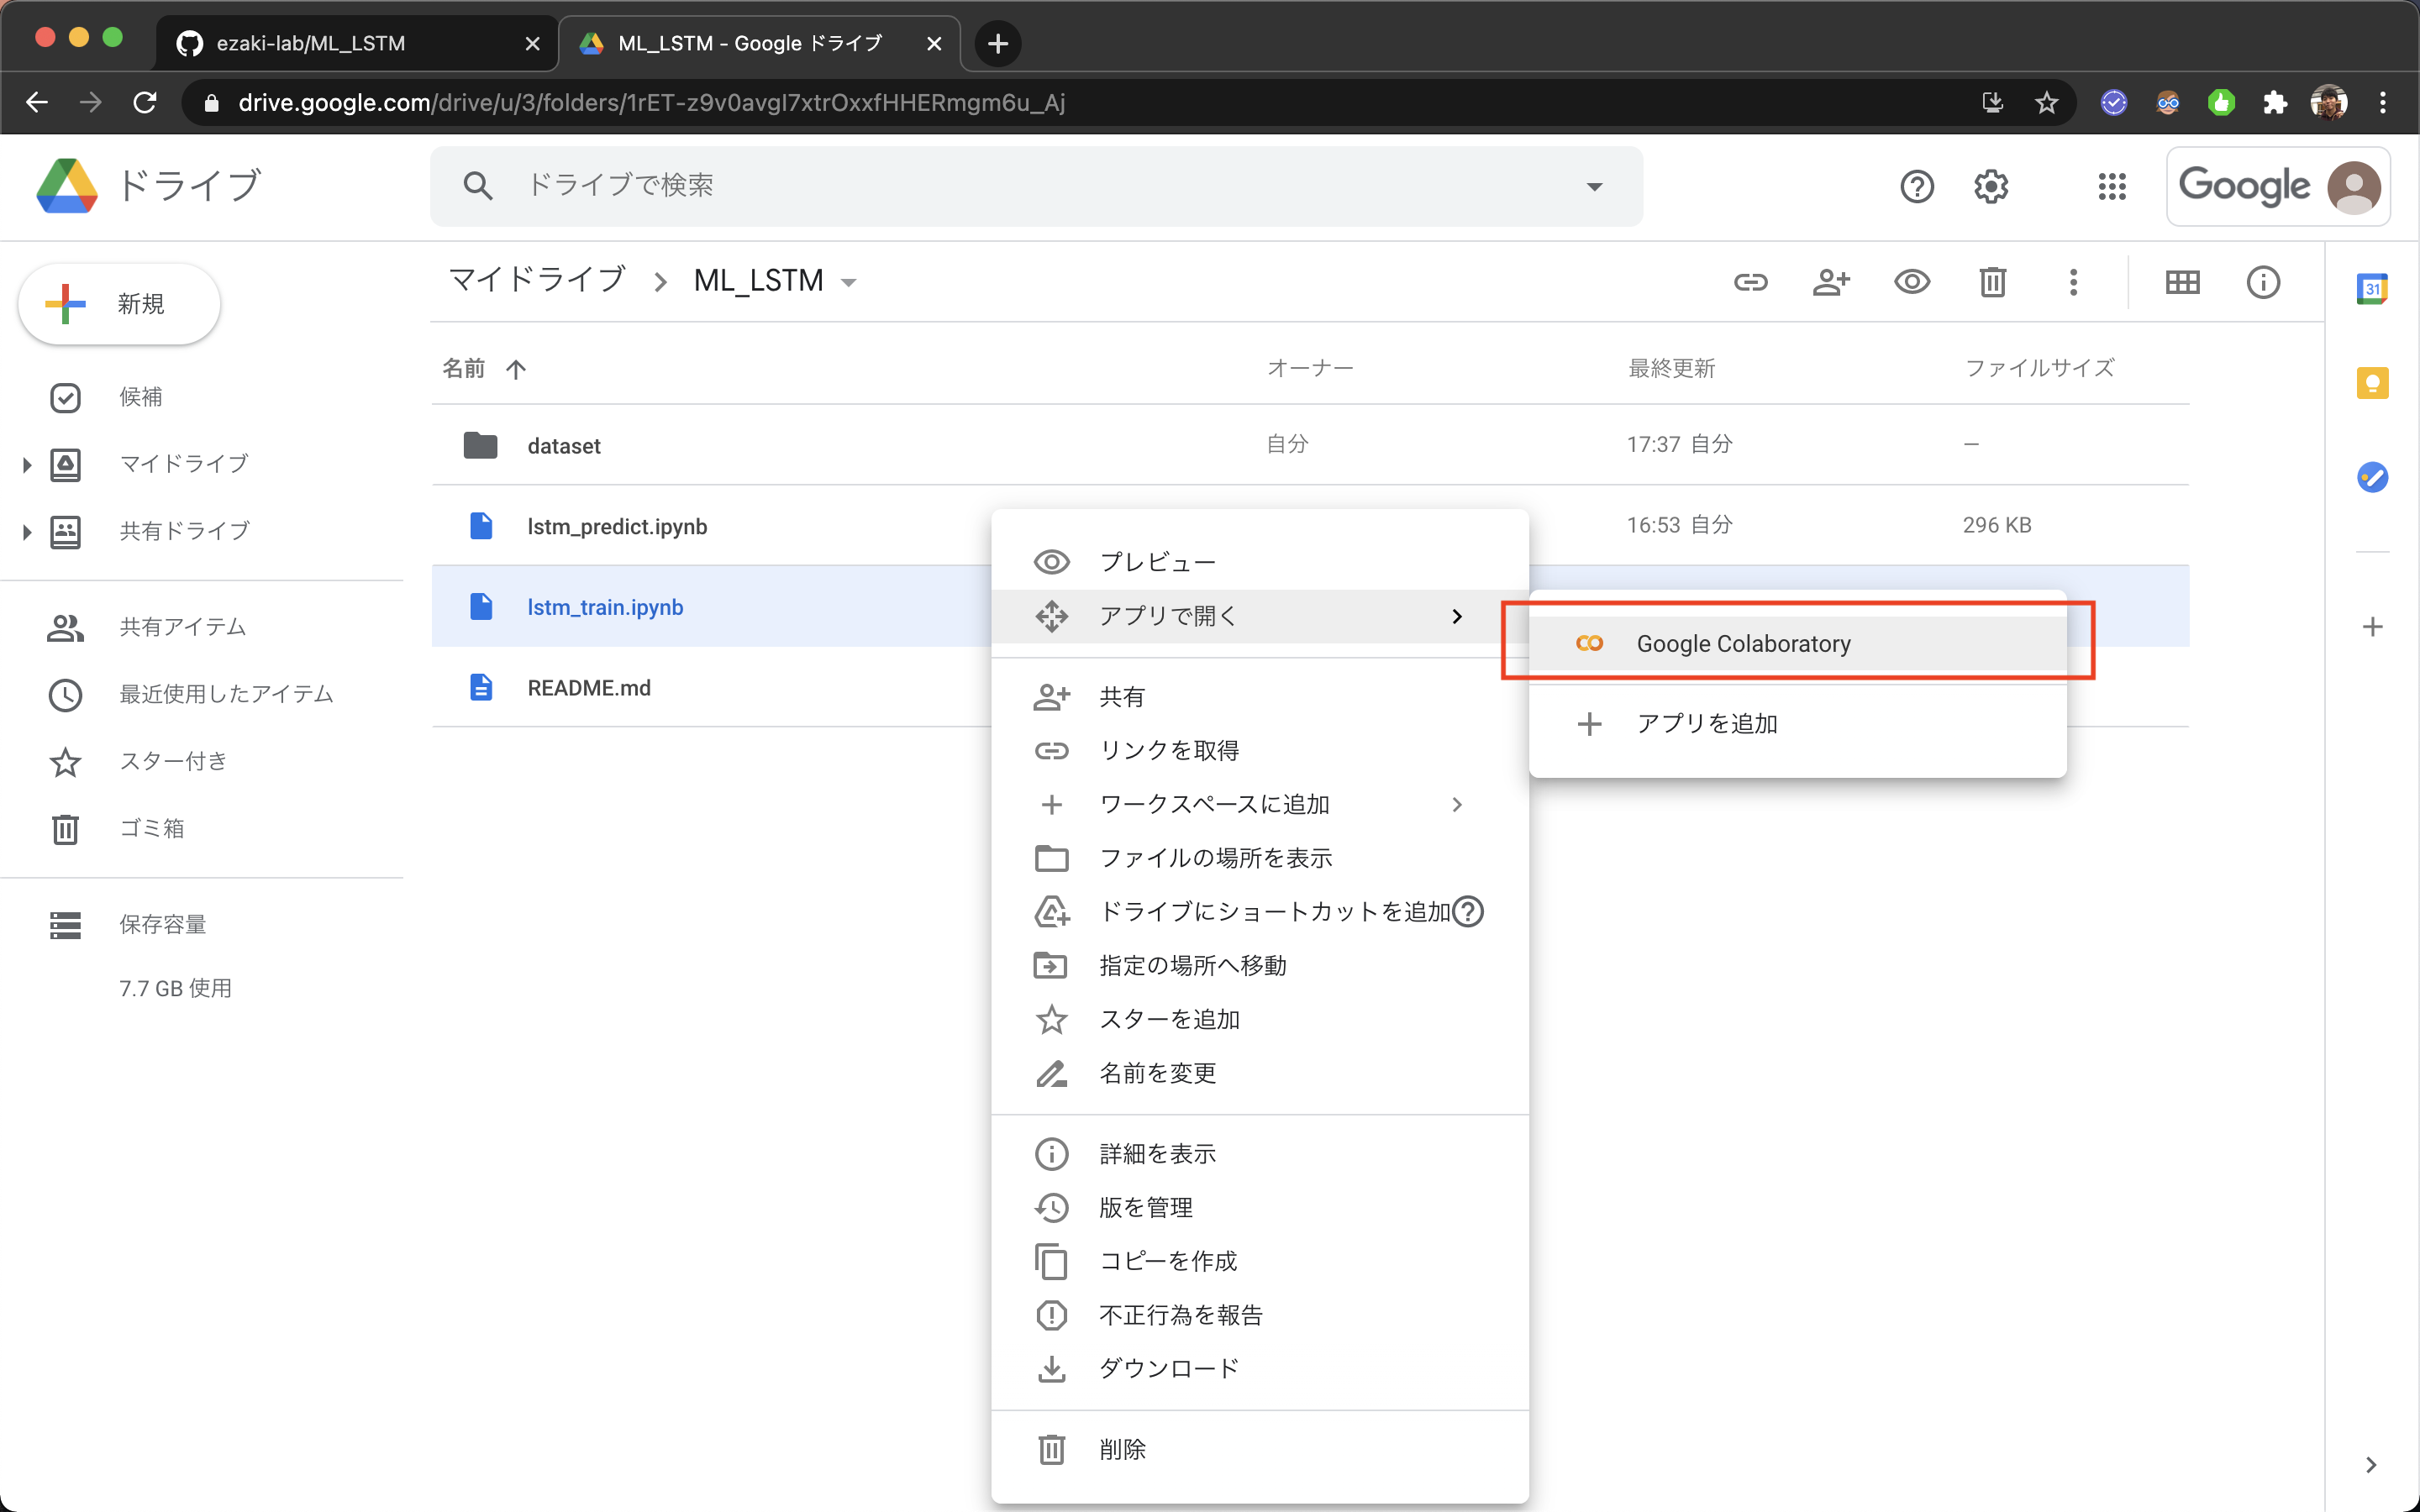 ezaki-lab/ML_LSTM
ML_LSTM - Google ドライブ
drive.google.com/drive/u/3/folders/1rET-z9v0avgI7xtrOxxfHHERmgm6u_Aj
ドライブ
ドライブで検索
Google
新規
マイドライブ
ML_LSTM
31
名前
オーナー
最終更新
ファイルサイズ
候補
マイドライブ
共有ドライブ
共有アイテム
最近使用したアイテム
スター付き
ゴミ箱
保存容量
7.7 GB 使用
dataset
自分
17:37 自分
–
lstm_predict.ipynb
16:53 自分
296 KB
lstm_train.ipynb
README.md
プレビュー
アプリで開く
共有
リンクを取得
ワークスペースに追加
ファイルの場所を表示
ドライブにショートカットを追加
指定の場所へ移動
スターを追加
名前を変更
詳細を表示
版を管理
コピーを作成
不正行為を報告
ダウンロード
削除
Google Colaboratory
アプリを追加